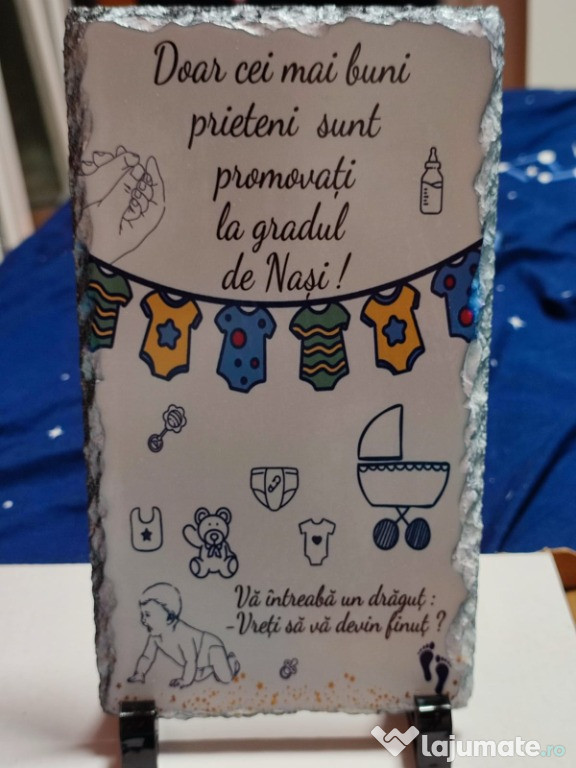 Doar cei mai buni
prieteni sunt
promovați
la gradul
de Nași !
Vă întreabă un drăguț :
-Vreți să vă devin finuț ?
lajumate.ro